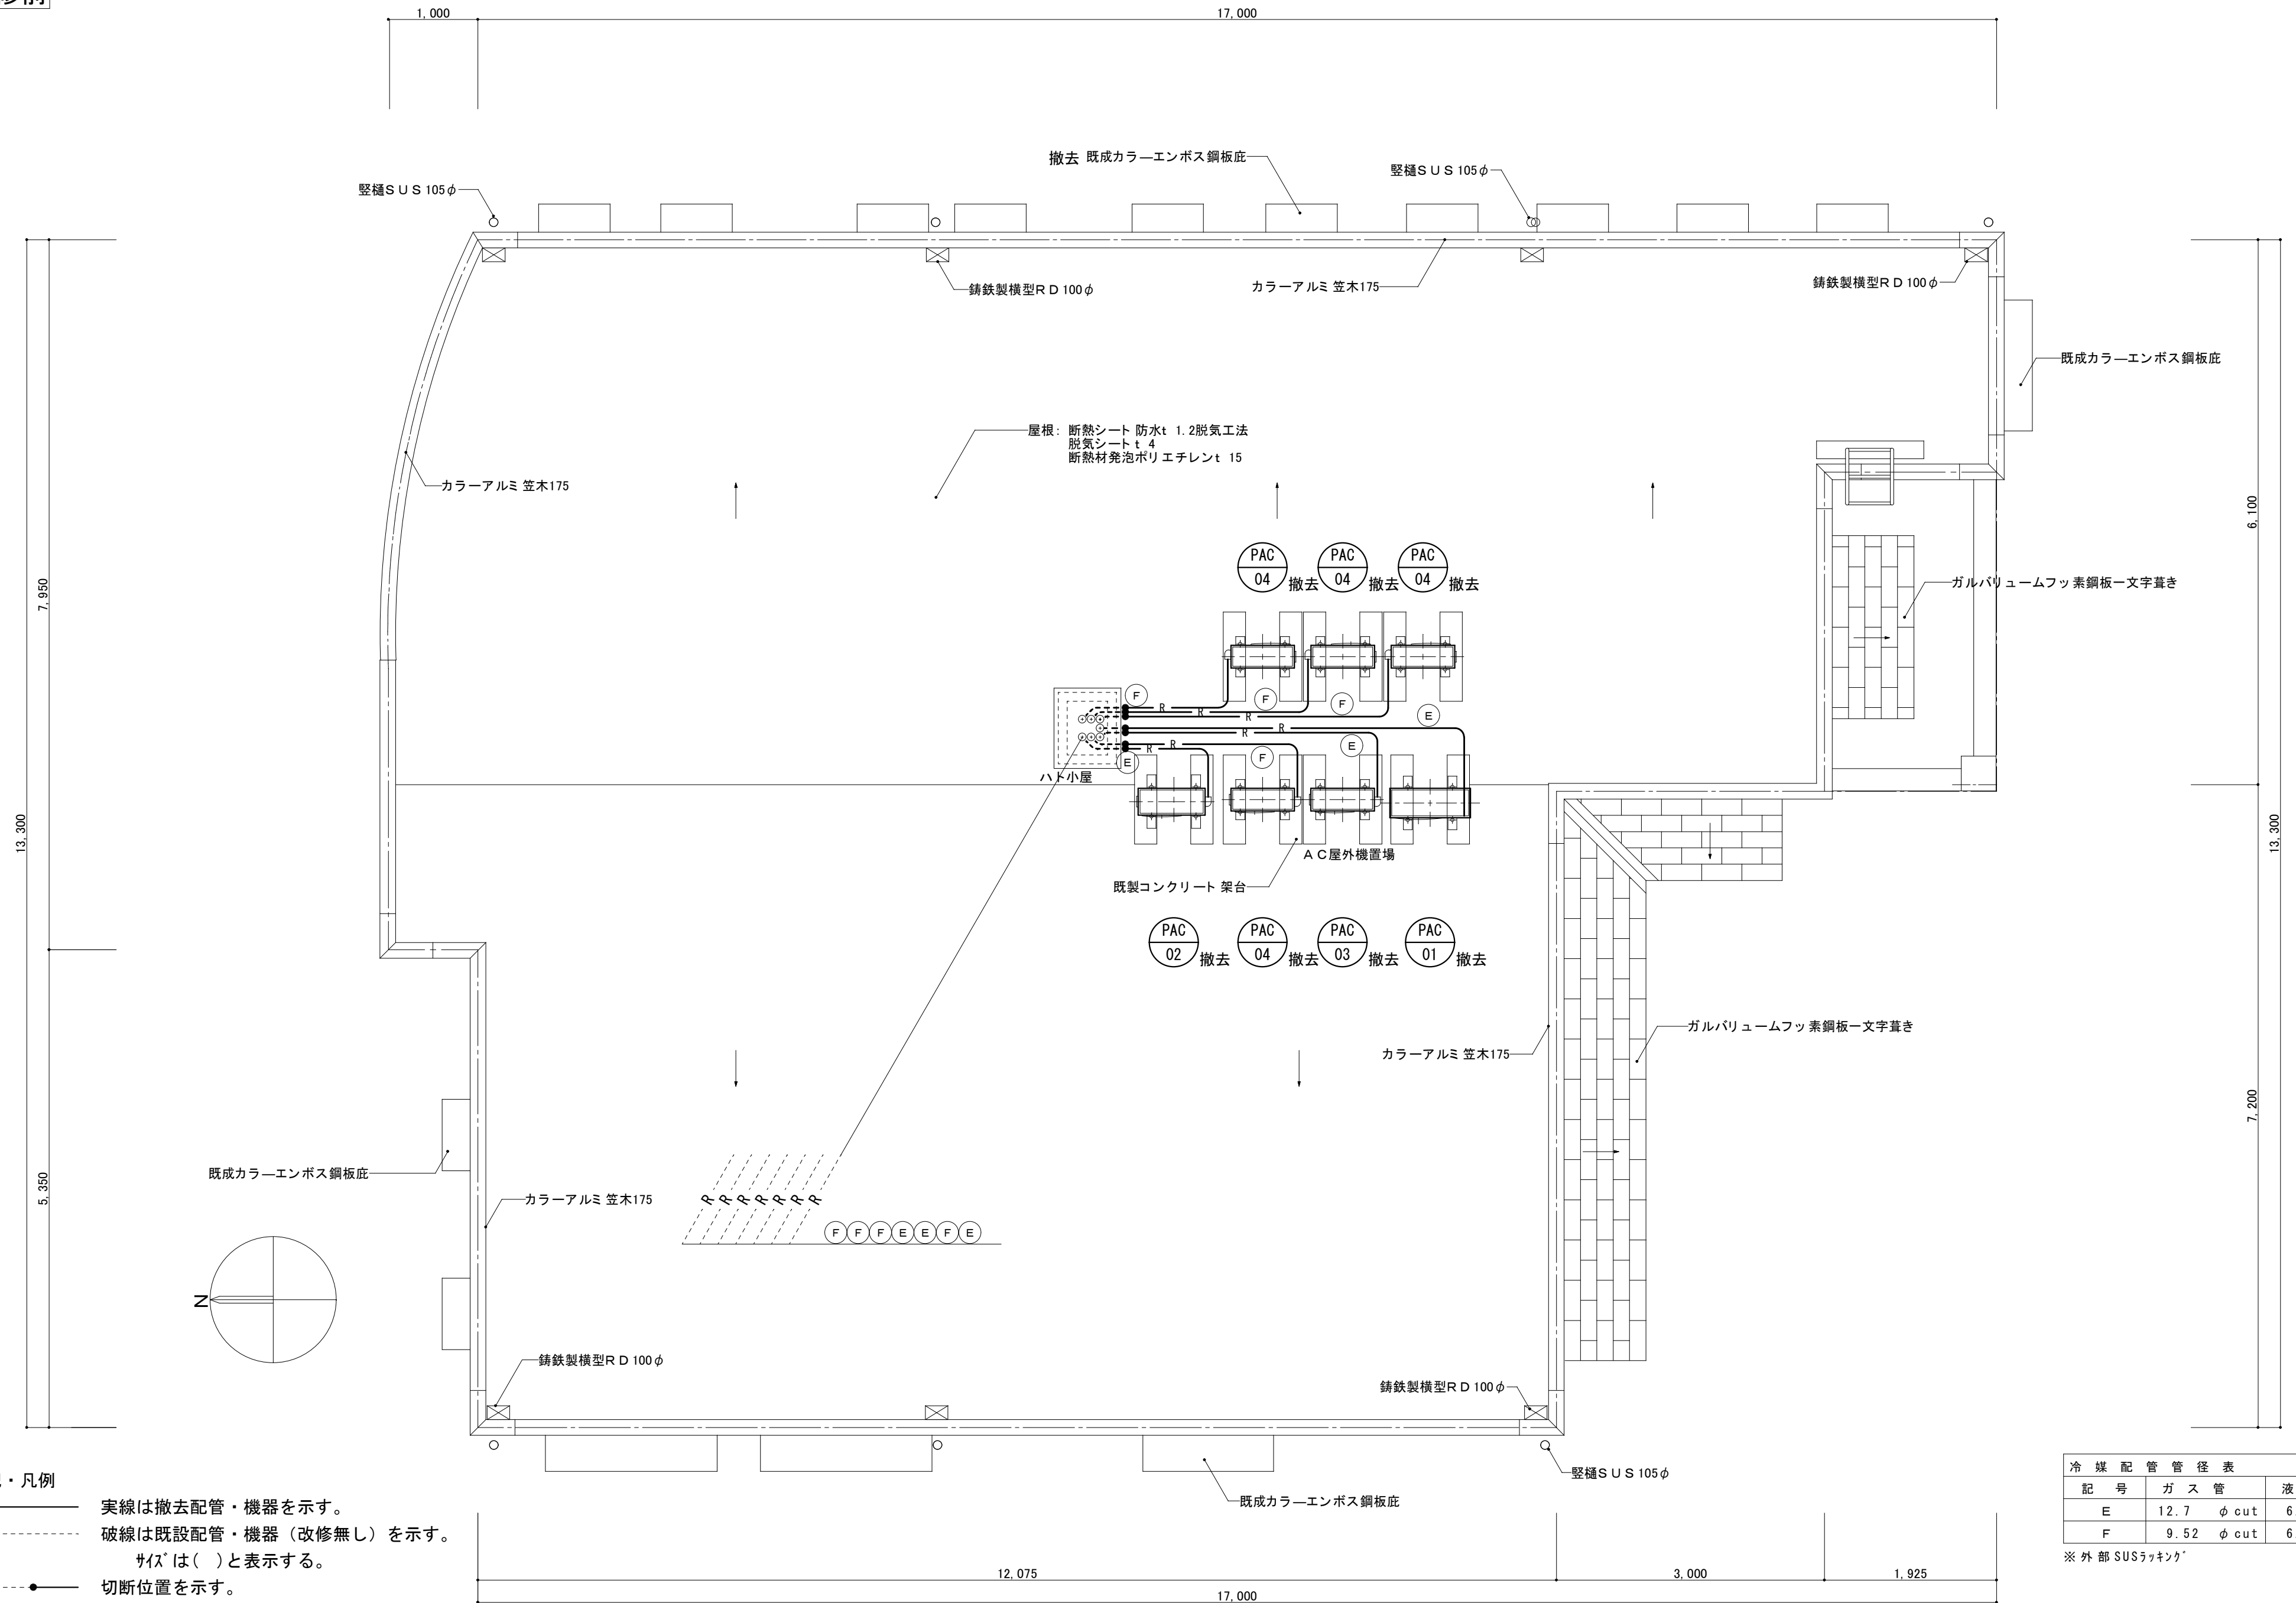 1,000
17,000
撤去 既成カラ―エンボス鋼板庇
竪樋SUS105φ
竪樋SUS105φ
鋳鉄製横型RD100φ
カラーアルミ笠木175
鋳鉄製横型RD100φ
既成カラ―エンボス鋼板庇
屋根: 断熱シート防水t 1.2脱気工法
脱気シートt 4
断熱材発泡ポリエチレンt 15
カラーアルミ笠木175
7,950
13,300
5,350
6,100
13,300
7,200
PAC
04
撤去
PAC
04
撤去
PAC
04
撤去
ガルバリュームフッ素鋼板一文字葺き
F
F
F
E
R
R
R
R
R
R
R
E
F
E
ハト小屋
AC屋外機置場
既製コンクリート架台
PAC
02
撤去
PAC
04
撤去
PAC
03
撤去
PAC
01
撤去
ガルバリュームフッ素鋼板一文字葺き
カラーアルミ笠木175
既成カラ―エンボス鋼板庇
カラーアルミ笠木175
R R R R R R R
F F F E E F E
N
鋳鉄製横型RD100φ
鋳鉄製横型RD100φ
竪樋SUS105φ
既成カラ―エンボス鋼板庇
・凡例
実線は撤去配管・機器を示す。
破線は既設配管・機器（改修無し）を示す。
ｻｲｽﾞは( )と表示する。
切断位置を示す。
12,075
3,000
1,925
17,000
冷媒配管管径表
記号 ガス管 液
E 12.7 φcut 6
F 9.52 φcut 6
※外部SUSﾗｯｷﾝｸﾞ